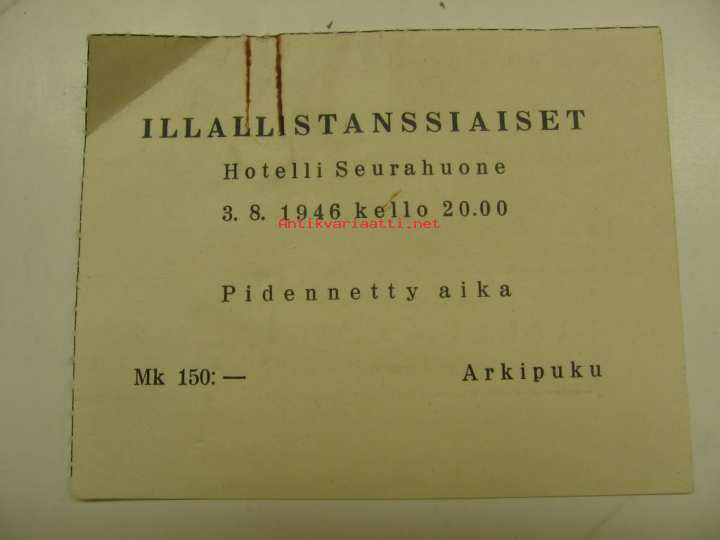 ILLALLISTANSSIAISET
Hotelli Seurahuone
3. 8. 1946 kello 20.00
Antikvariaatti.net
Pidennetty aika
Mk 150: — Arkipuku